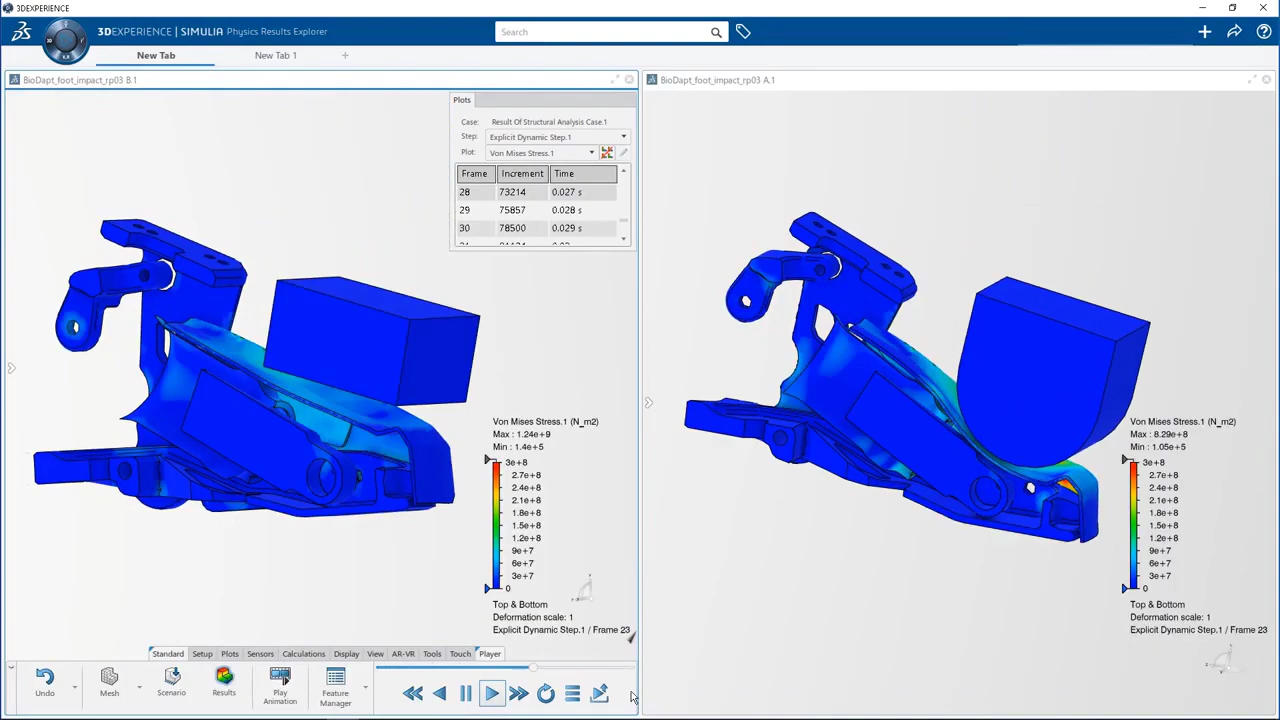 3DEXPERIENCE
3DEXPERIENCE | SIMULIA Physics Results Explorer
Search
New Tab
New Tab 1
BioDapt_foot_impact_rp03 B.1
Plots
Case: Result Of Structural Analysis Case.1
Step: Explicit Dynamic Step.1
Plot: Von Mises Stress.1
Frame Increment Time
28 73214 0.027 s
29 75857 0.028 s
30 78500 0.029 s
Von Mises Stress.1 (N_m2)
Max : 1.24e+9
Min : 1.4e+5
3e+8
2.7e+8
2.4e+8
2.1e+8
1.8e+8
1.5e+8
1.2e+8
9e+7
6e+7
3e+7
0
Top & Bottom
Deformation scale: 1
Explicit Dynamic Step.1 / Frame 23
BioDapt_foot_impact_rp03 A.1
Von Mises Stress.1 (N_m2)
Max : 8.29e+8
Min : 1.05e+5
3e+8
2.7e+8
2.4e+8
2.1e+8
1.8e+8
1.5e+8
1.2e+8
9e+7
6e+7
3e+7
0
Top & Bottom
Deformation scale: 1
Explicit Dynamic Step.1 / Frame 23
Standard Setup Plots Sensors Calculations Display View AR-VR Tools Touch Player
Undo
Mesh
Scenario
Results
Play
Animation
Feature
Manager